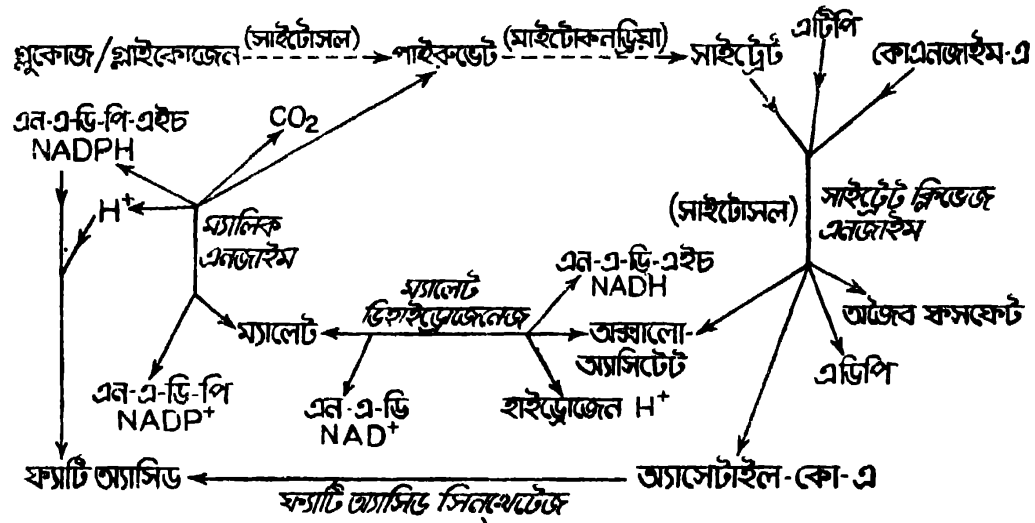 এটিপি
গ্লুকোজ/গ্লাইকোজেন (সাইটোসল) পাইরুভেট (মাইটোকনড্রিয়া) সাইট্রেট কোএনজাইম-এ
এন-এ-ডি-পি-এইচ
NADPH
CO₂
H⁺
ম্যালিক
এনজাইম
(সাইটোসল)
সাইট্রেট ক্লিভেজ
এনজাইম
এন-এ-ডি-এইচ
NADH
ম্যালেট
ডিহাইড্রোজেনেজ
ম্যালেট
অক্সালো-
অ্যাসিটেট
অজৈব ফসফেট
এডিপি
এন-এ-ডি-পি
NADP⁺
এন-এ-ডি
NAD⁺
হাইড্রোজেন H⁺
ফ্যাটি অ্যাসিড
অ্যাসেটাইল-কো-এ
ফ্যাটি অ্যাসিড সিনথেটেজ